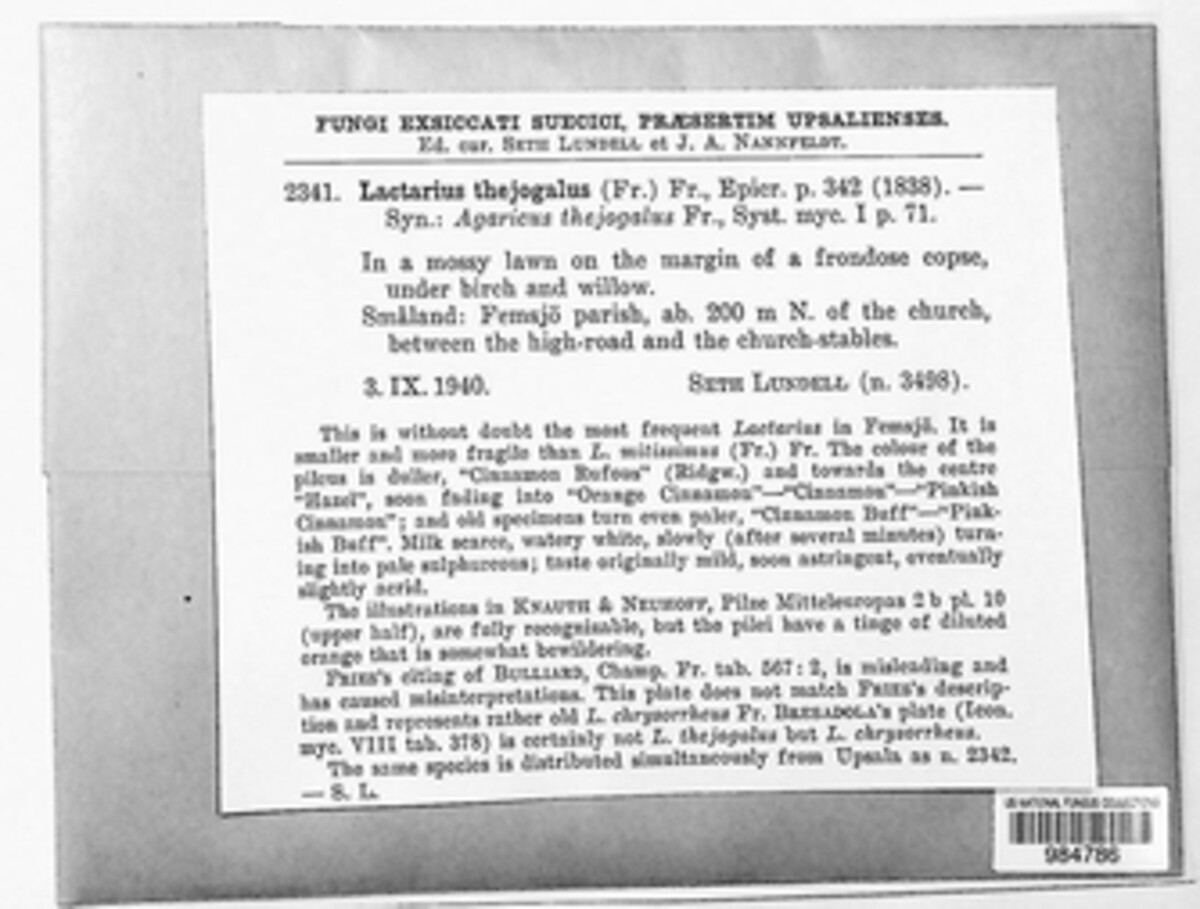 FUNGI EXSICCATI SUECICI, PRÆSERTIM UPSALIENSES.
Ed. cur. SETH LUNDELL et J. A. NANNFELDT.
2341. Lactarius thejogalus (Fr.) Fr., Epicr. p. 342 (1838). —
Syn.: Agaricus thejogalus Fr., Syst. myc. I p. 71.
In a mossy lawn on the margin of a frondose copse,
under birch and willow.
Småland: Femsjö parish, ab. 200 m N. of the church,
between the high-road and the church-stables.
3. IX. 1940. SETH LUNDELL (n. 3498).
This is without doubt the most frequent Lactarius in Femsjö. It is
smaller and more fragile than L. mitissimus (Fr.) Fr. The colour of the
pileus is duller, "Cinnamon Rufous" (Ridgw.) and towards the centre
"Hazel", soon fading into "Orange Cinnamon"—"Cinnamon"—"Pinkish
Cinnamon"; and old specimens turn even paler, "Cinnamon Buff"—"Pink-
ish Buff". Milk scarce, watery white, slowly (after several minutes) turn-
ing into pale sulphureous; taste originally mild, soon astringent, eventually
slightly acrid.
The illustrations in KNAUTH & NEUHOFF, Pilze Mitteleuropas 2 b pl. 10
(upper half), are fully recognisable, but the pilei have a tinge of diluted
orange that is somewhat bewildering.
FRIES's citing of BULLIARD, Champ. Fr. tab. 567: 2, is misleading and
has caused misinterpretations. This plate does not match FRIES's descrip-
tion and represents rather old L. chrysorrheus Fr. BRESADOLA's plate (Icon.
myc. VIII tab. 378) is certainly not L. thejogalus but L. chrysorrheus.
The same species is distributed simultaneously from Upsala as n. 2342.
— S. L.
US NATIONAL FUNGUS COLLECTIONS
984786